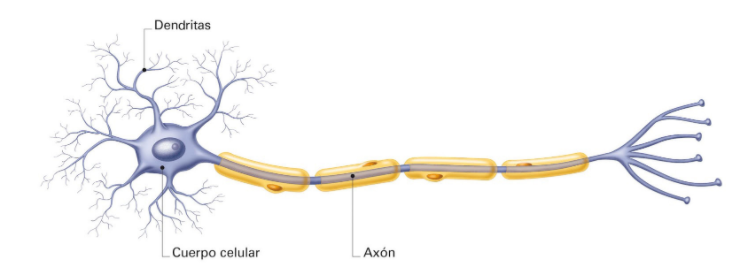 Dendritas
Cuerpo celular
Axón